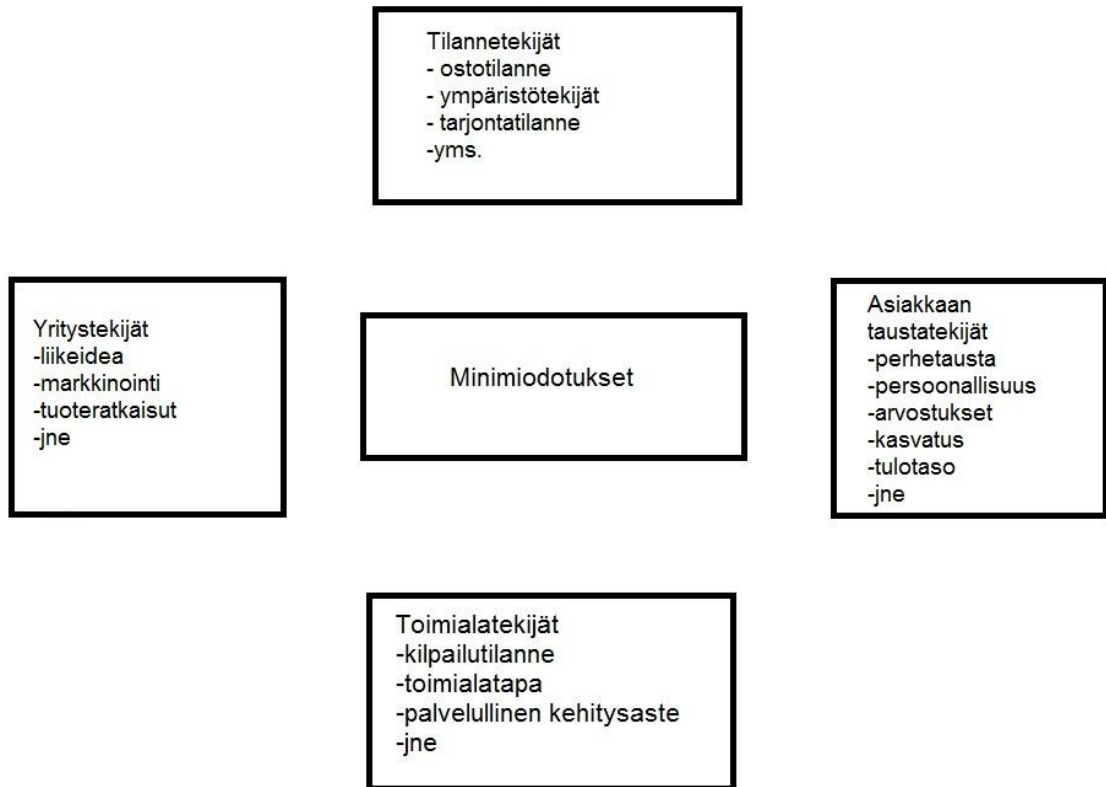 Tilannetekijät
- ostotilanne
- ympäristötekijät
- tarjontatilanne
-yms.
Yritystekijät
-liikeidea
-markkinointi
-tuoteratkaisut
-jne
Minimiodotukset
Asiakkaan
taustatekijät
-perhetausta
-persoonallisuus
-arvostukset
-kasvatus
-tulotaso
-jne
Toimialatekijät
-kilpailutilanne
-toimialatapa
-palvelullinen kehitysaste
-jne